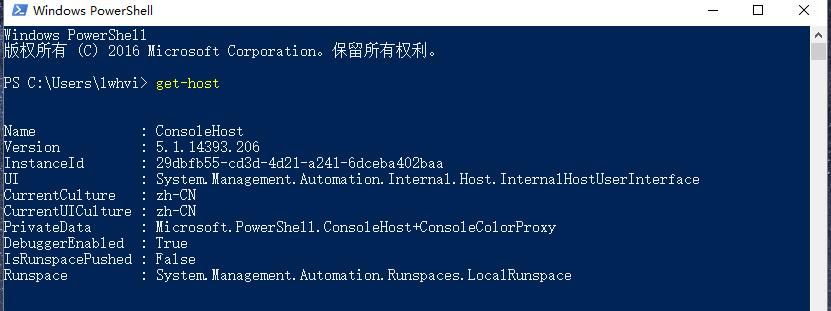 Windows PowerShell
Windows PowerShell
版权所有 (C) 2016 Microsoft Corporation。保留所有权利。
PS C:\Users\lwhvi> get-host
Name : ConsoleHost
Version : 5.1.14393.206
InstanceId : 29dbfb55-cd3d-4d21-a241-6dceba402baa
UI : System.Management.Automation.Internal.Host.InternalHostUserInterface
CurrentCulture : zh-CN
CurrentUICulture : zh-CN
PrivateData : Microsoft.PowerShell.ConsoleHost+ConsoleColorProxy
DebuggerEnabled : True
IsRunspacePushed : False
Runspace : System.Management.Automation.Runspaces.LocalRunspace